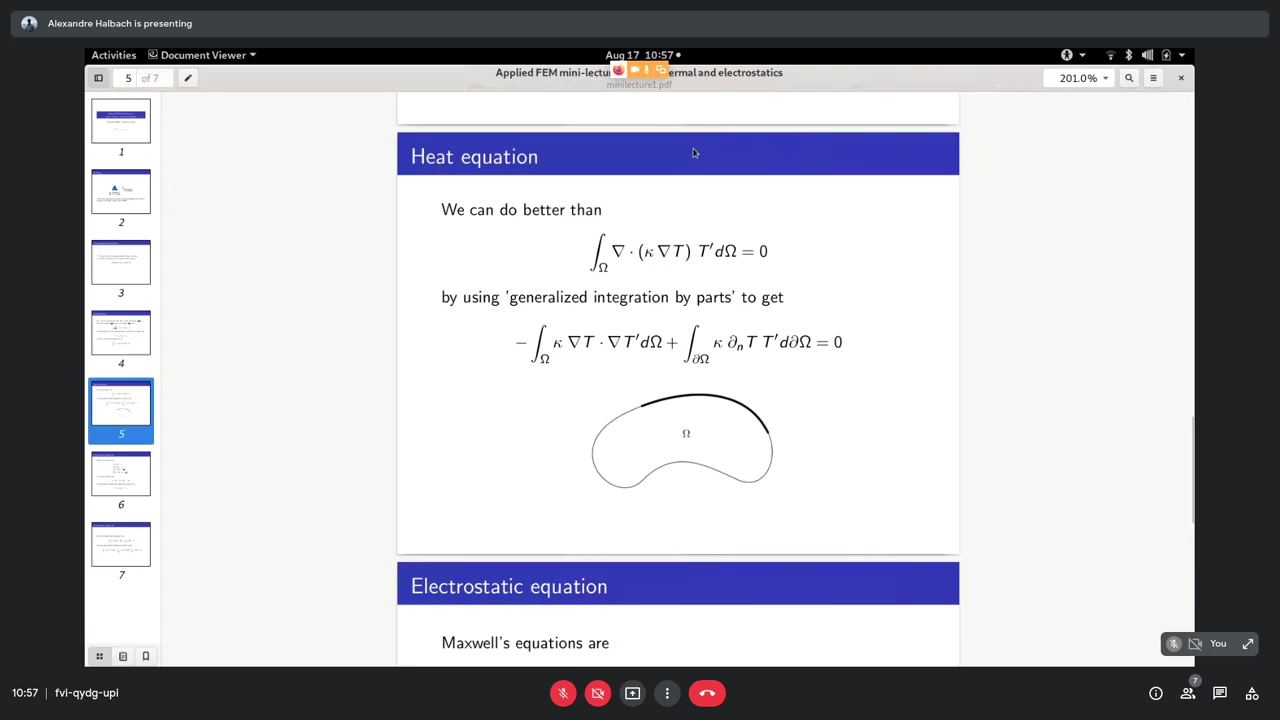 Alexandre Halbach is presenting
Activities Document Viewer Aug 17 10:57
5 of 7 Applied FEM mini-lectu ermal and electrostatics 201.0%
minilecture1.pdf
1
2
3
4
5
6
7
Heat equation
We can do better than
∫_Ω ∇ · (κ ∇T) T′dΩ = 0
by using 'generalized integration by parts' to get
− ∫_Ω κ ∇T · ∇T′dΩ + ∫_∂Ω κ ∂_n T T′d∂Ω = 0
Ω
Electrostatic equation
Maxwell's equations are
You
10:57 fvi-qydg-upi
7